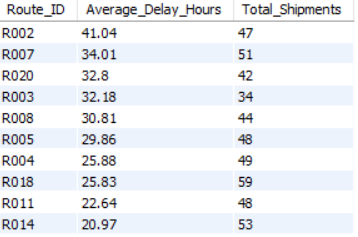 Route_ID Average_Delay_Hours Total_Shipments
R002 41.04 47
R007 34.01 51
R020 32.8 42
R003 32.18 34
R008 30.81 44
R005 29.86 48
R004 25.88 49
R018 25.83 59
R011 22.64 48
R014 20.97 53